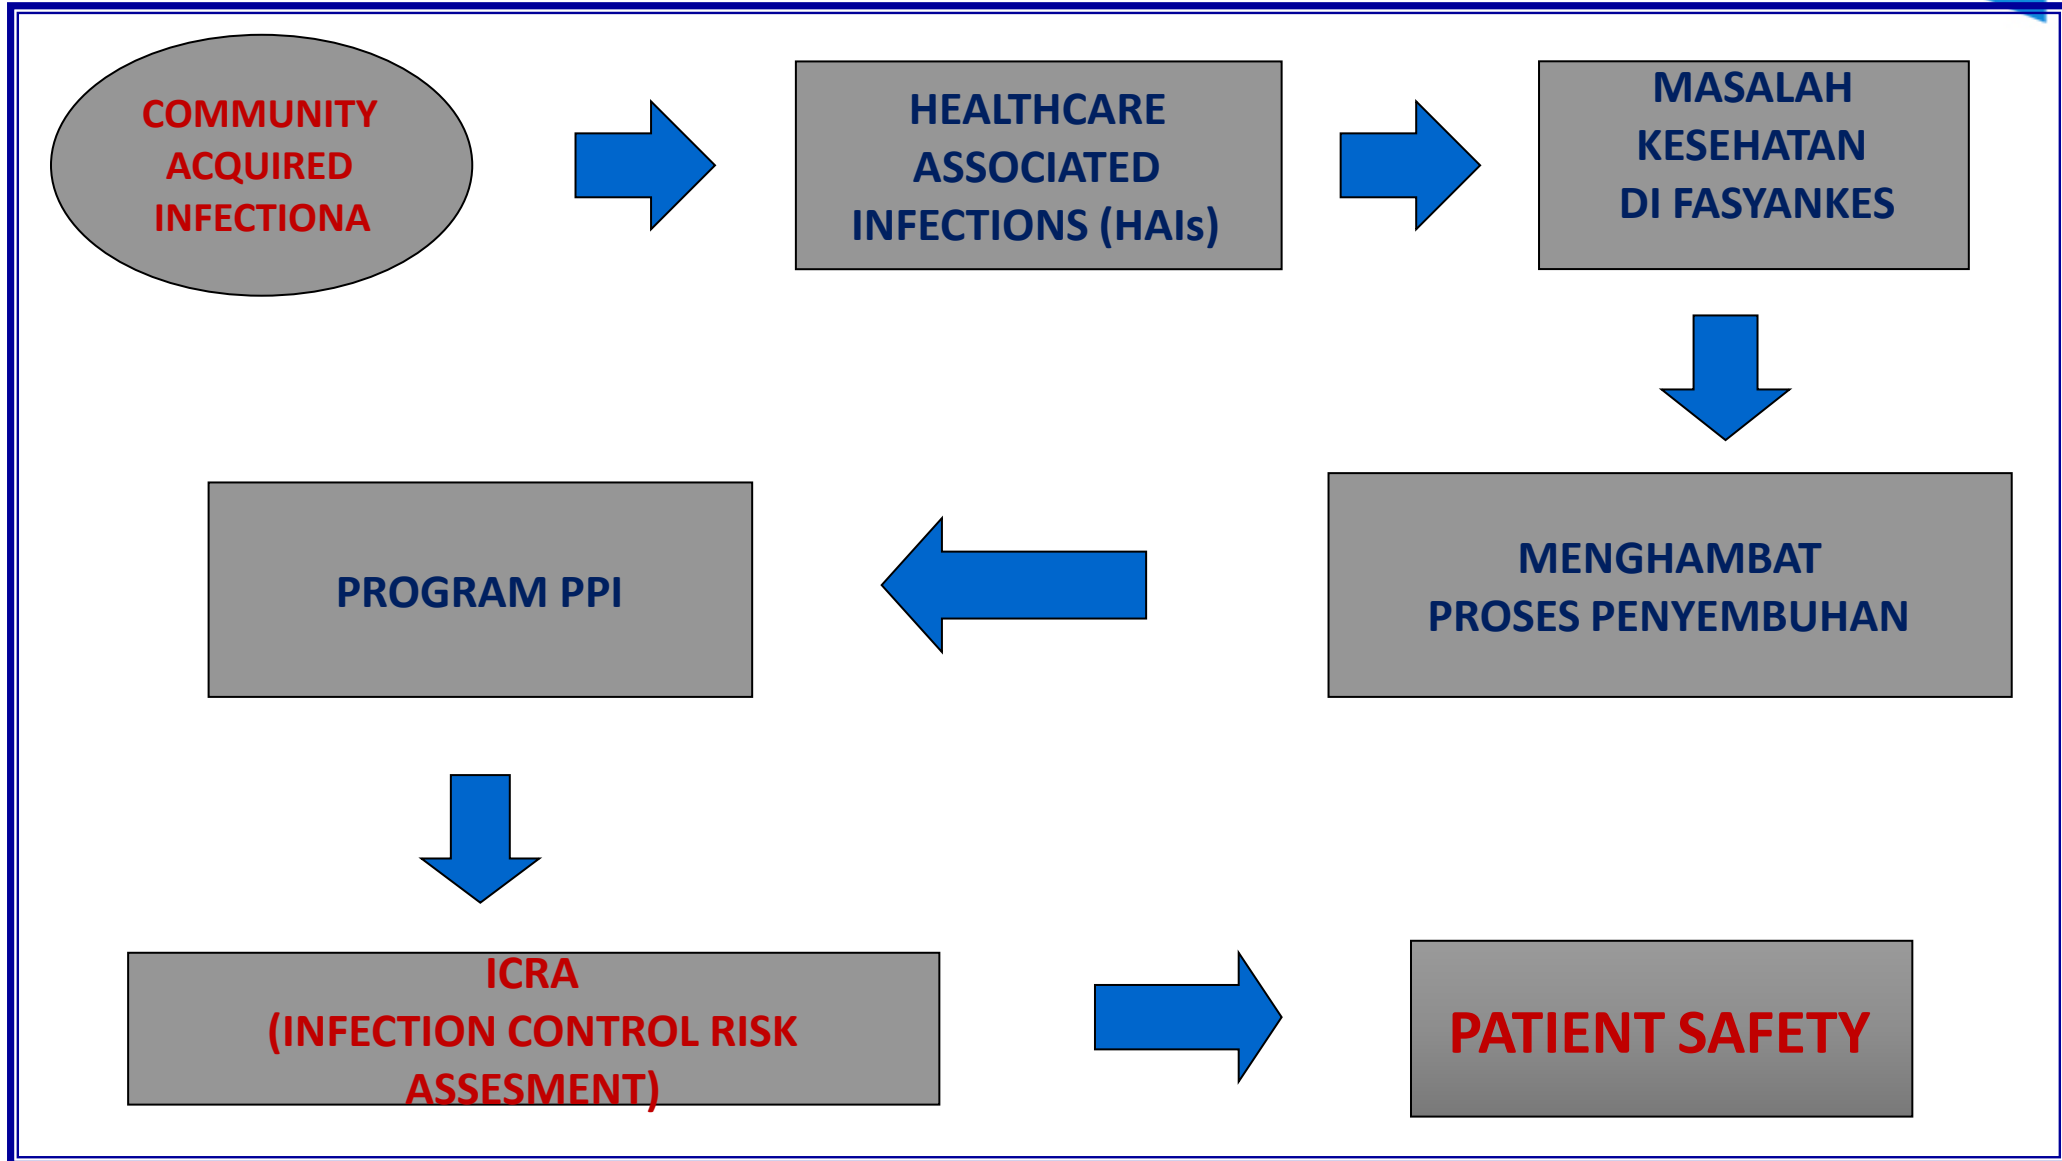 COMMUNITY
ACQUIRED
INFECTIONA
HEALTHCARE
ASSOCIATED
INFECTIONS (HAIs)
MASALAH
KESEHATAN
DI FASYANKES
MENGHAMBAT
PROSES PENYEMBUHAN
PROGRAM PPI
ICRA
(INFECTION CONTROL RISK
ASSESMENT)
PATIENT SAFETY